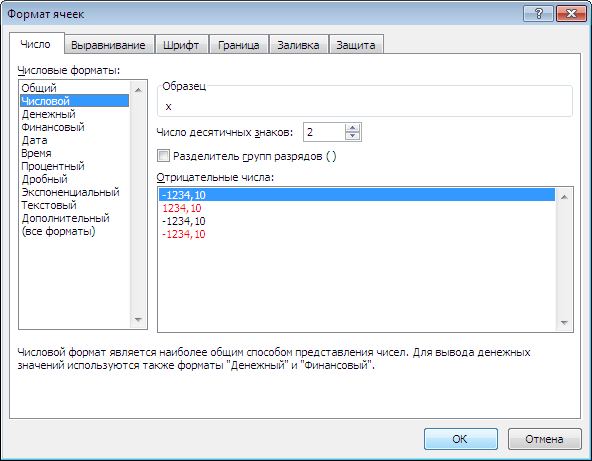 Формат ячеек
Число
Выравнивание
Шрифт
Граница
Заливка
Защита
Числовые форматы:
Общий
Числовой
Денежный
Финансовый
Дата
Время
Процентный
Дробный
Экспоненциальный
Текстовый
Дополнительный
(все форматы)
Образец
x
Число десятичных знаков: 2
Разделитель групп разрядов ( )
Отрицательные числа:
-1234,10
1234,10
-1234,10
-1234,10
Числовой формат является наиболее общим способом представления чисел. Для вывода денежных
значений используются также форматы "Денежный" и "Финансовый".
ОК
Отмена